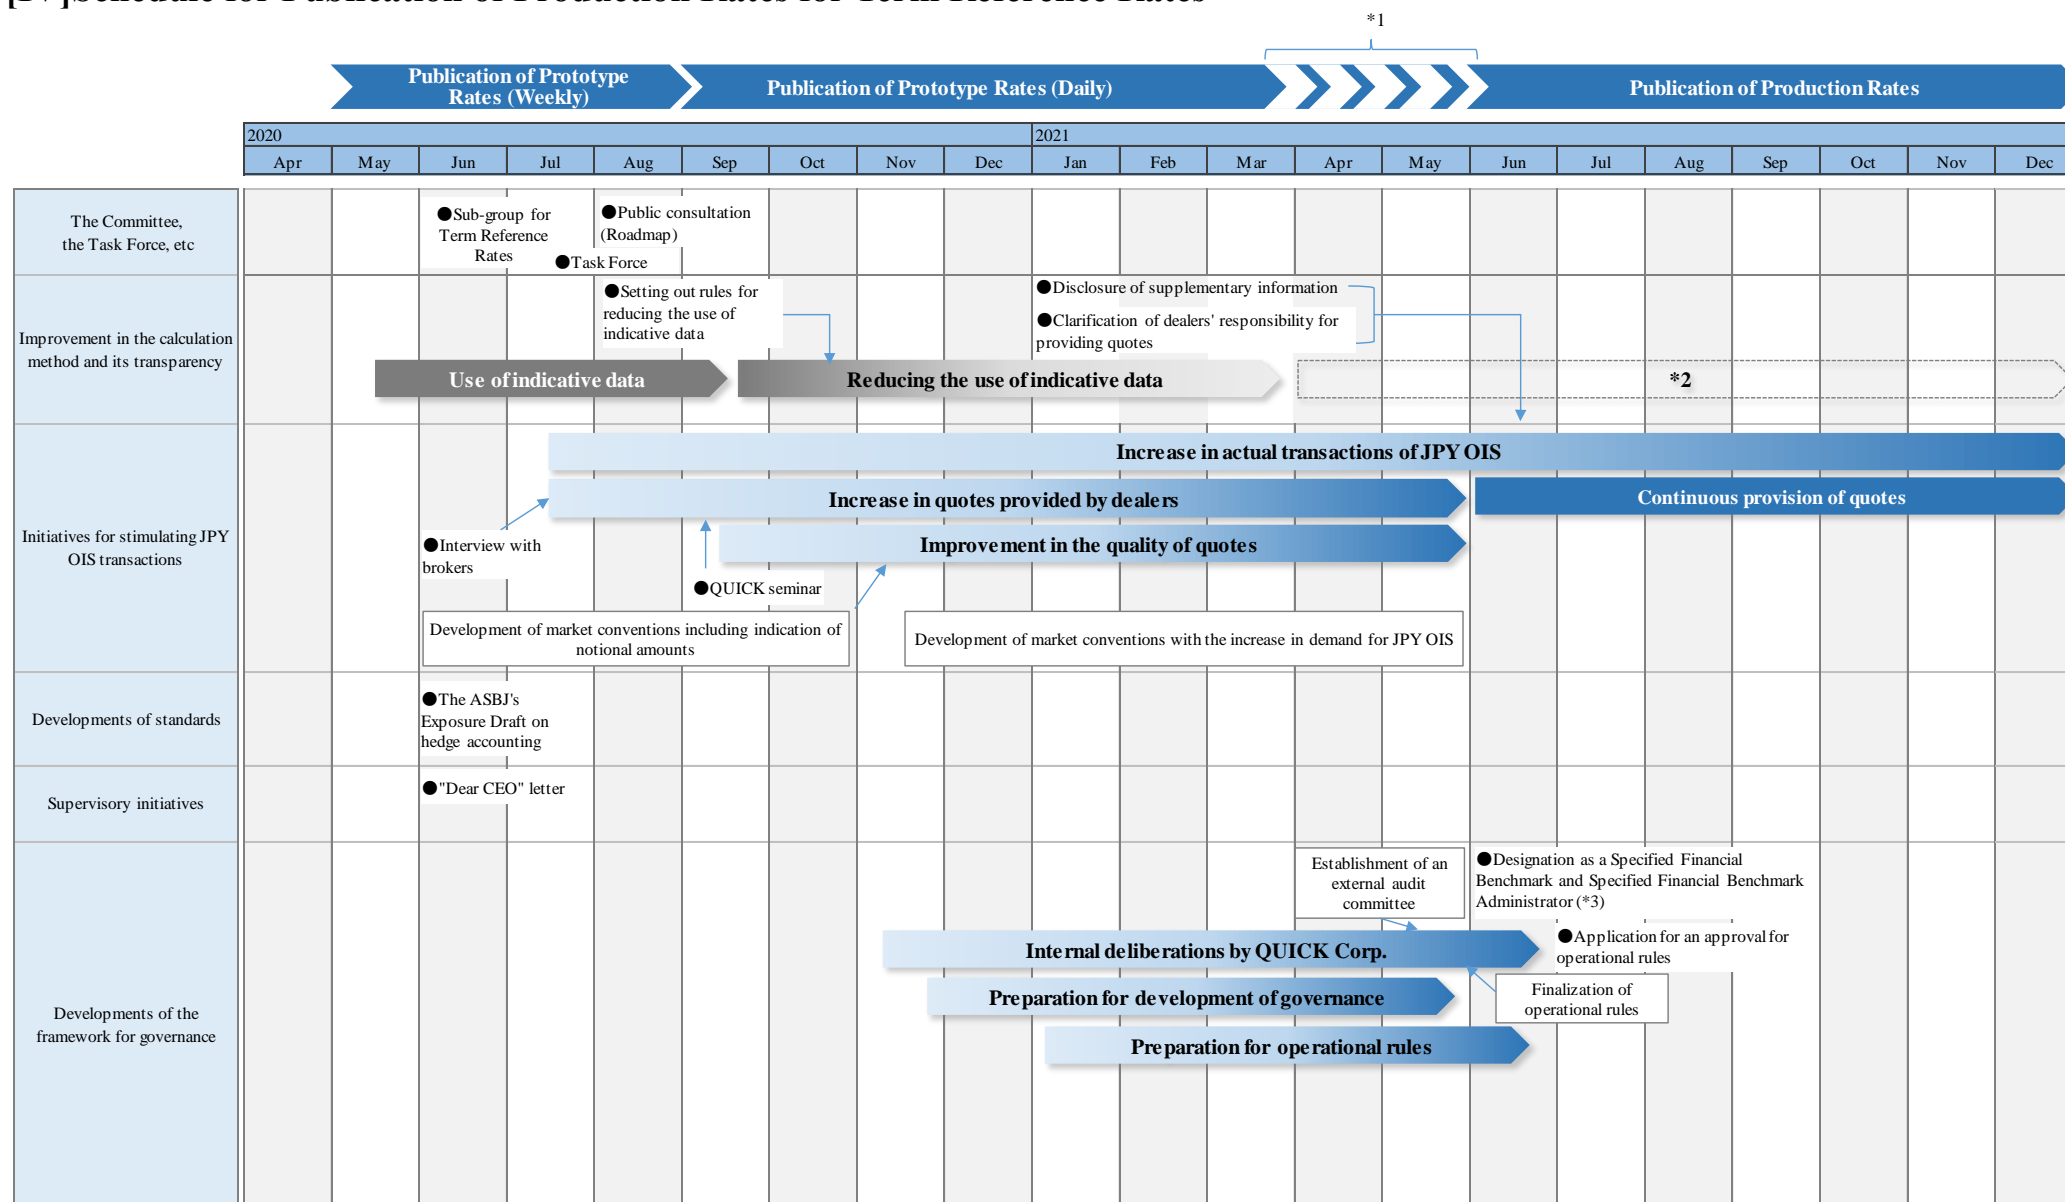 Schedule for Publication of Production Rates for Term Reference Rates
*1
Publication of Prototype
Rates (Weekly)
Publication of Prototype Rates (Daily)
Publication of Production Rates
2020
2021
Apr
May
Jun
Jul
Aug
Sep
Oct
Nov
Dec
Jan
Feb
Mar
Apr
May
Jun
Jul
Aug
Sep
Oct
Nov
Dec
The Committee,
the Task Force, etc
●Sub-group for
Term Reference
Rates
●Task Force
●Public consultation
(Roadmap)
Improvement in the calculation
method and its transparency
●Setting out rules for
reducing the use of
indicative data
●Disclosure of supplementary information
●Clarification of dealers' responsibility for
providing quotes
Use of indicative data
Reducing the use of indicative data
*2
Initiatives for stimulating JPY
OIS transactions
Increase in actual transactions of JPY OIS
Increase in quotes provided by dealers
Continuous provision of quotes
Improvement in the quality of quotes
●Interview with
brokers
●QUICK seminar
Development of market conventions including indication of
notional amounts
Development of market conventions with the increase in demand for JPY OIS
Developments of standards
●The ASBJ's
Exposure Draft on
hedge accounting
Supervisory initiatives
●"Dear CEO" letter
Developments of the
framework for governance
Establishment of an
external audit
committee
●Designation as a Specified Financial
Benchmark and Specified Financial Benchmark
Administrator (*3)
Internal deliberations by QUICK Corp.
●Application for an approval for
operational rules
Preparation for development of governance
Finalization of
operational rules
Preparation for operational rules